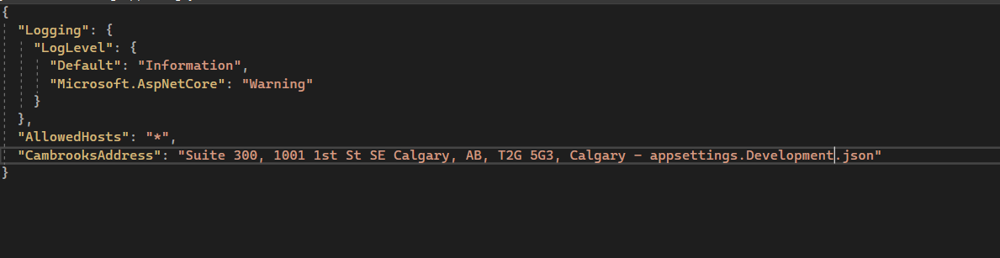 {
"Logging": {
"LogLevel": {
"Default": "Information",
"Microsoft.AspNetCore": "Warning"
}
},
"AllowedHosts": "*",
"CambrooksAddress": "Suite 300, 1001 1st St SE Calgary, AB, T2G 5G3, Calgary - appsettings.Development.json"
}